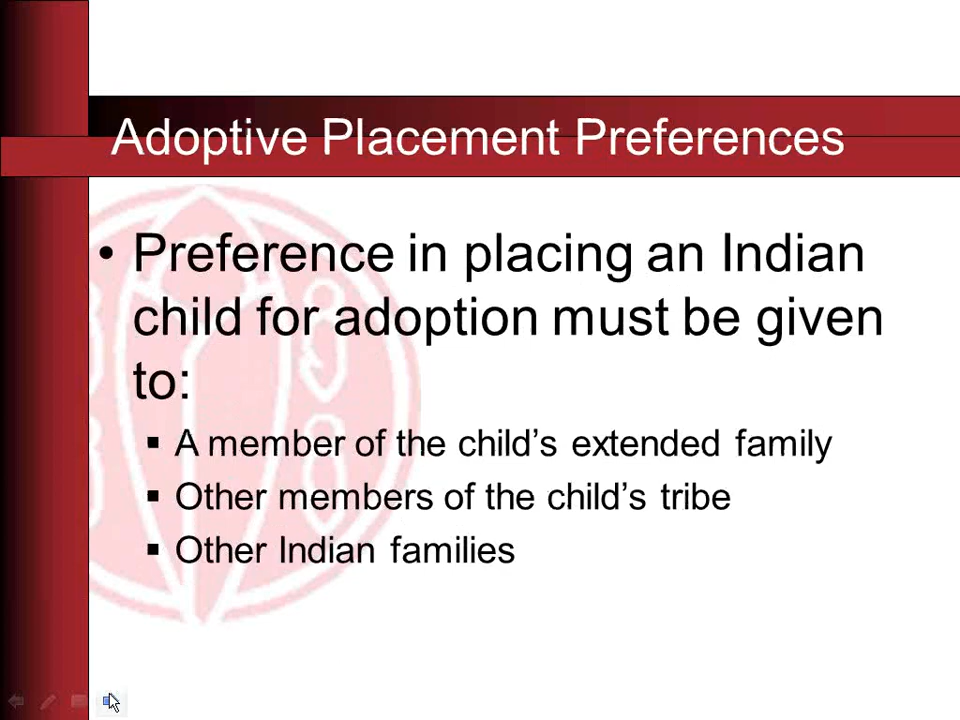 Adoptive Placement Preferences
• Preference in placing an Indian
child for adoption must be given
to:
▪ A member of the child’s extended family
▪ Other members of the child’s tribe
▪ Other Indian families